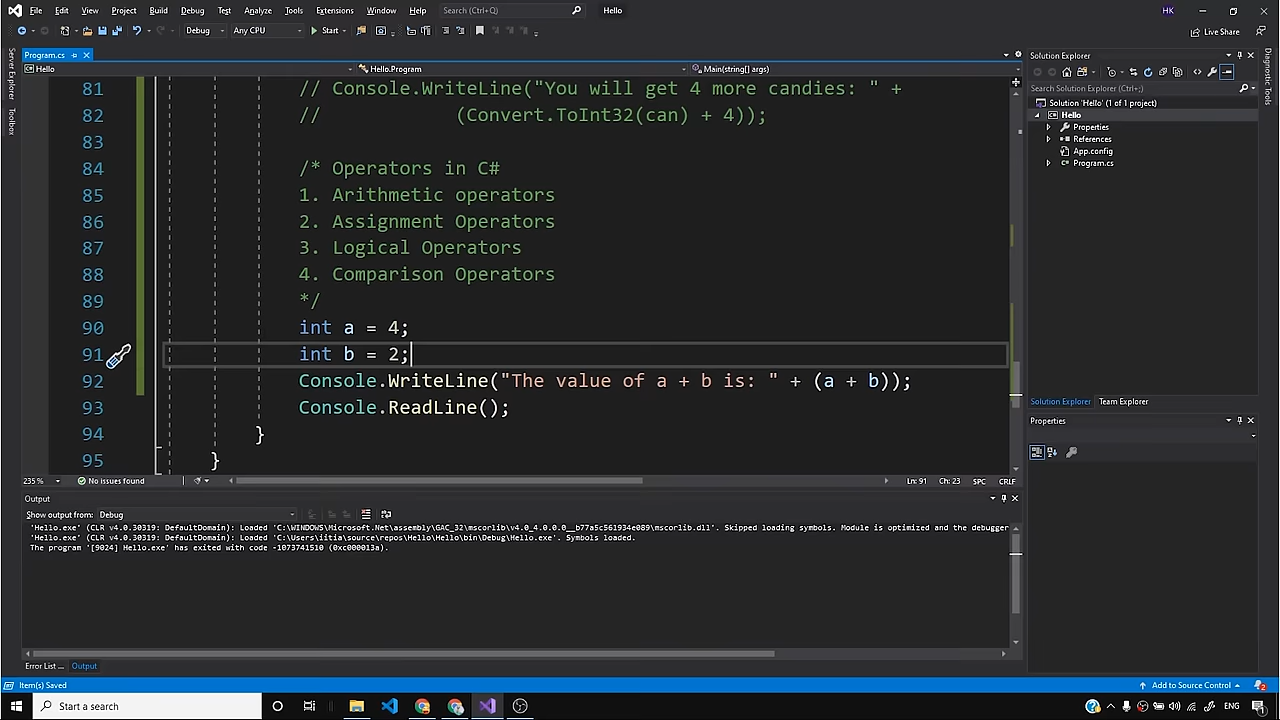 File Edit View Project Build Debug Test Analyze Tools Extensions Window Help Search (Ctrl+Q) Hello HK
Debug Any CPU Start Live Share
Program.cs
Hello Hello.Program Main(string[] args)
81 // Console.WriteLine("You will get 4 more candies: " +
82 // (Convert.ToInt32(can) + 4));
83
84 /* Operators in C#
85 1. Arithmetic operators
86 2. Assignment Operators
87 3. Logical Operators
88 4. Comparison Operators
89 */
90 int a = 4;
91 int b = 2;
92 Console.WriteLine("The value of a + b is: " + (a + b));
93 Console.ReadLine();
94 }
95 }
235 % No issues found Ln: 91 Ch: 23 SPC CRLF
Output
Show output from: Debug
'Hello.exe' (CLR v4.0.30319: DefaultDomain): Loaded 'C:\WINDOWS\Microsoft.Net\assembly\GAC_32\mscorlib\v4.0_4.0.0.0__b77a5c561934e089\mscorlib.dll'. Skipped loading symbols. Module is optimized and the debugger
'Hello.exe' (CLR v4.0.30319: DefaultDomain): Loaded 'C:\Users\iitia\source\repos\Hello\Hello\bin\Debug\Hello.exe'. Symbols loaded.
The program '[9024] Hello.exe' has exited with code -1073741510 (0xc000013a).
Error List ... Output
Item(s) Saved Add to Source Control 2
Start a search ENG
Server Explorer
Toolbox
Solution Explorer
Search Solution Explorer (Ctrl+;)
Solution 'Hello' (1 of 1 project)
Hello
Properties
References
App.config
C# Program.cs
Solution Explorer Team Explorer
Properties
Diagnostic Tools